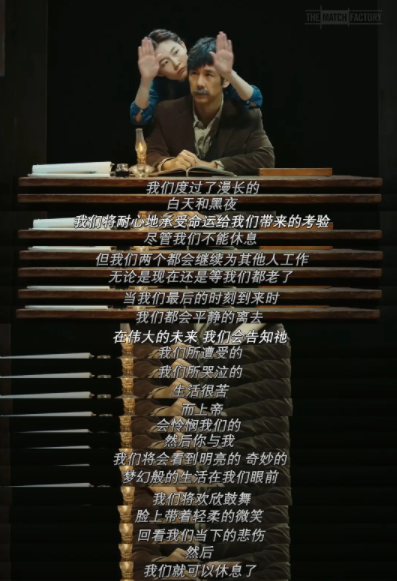 THE MATCH FACTORY
我们度过了漫长的
白天和黑夜
我们将耐心地承受命运给我们带来的考验
尽管我们不能休息
但我们两个都会继续为其他人工作
无论是现在还是等我们都老了
当我们最后的时刻到来时
我们都会平静的离去
在伟大的未来 我们会告知祂
我们所遭受的
我们所哭泣的
生活很苦
而上帝
会怜悯我们的
然后你与我
我们将会看到明亮的 奇妙的
梦幻般的生活在我们眼前
我们将欢欣鼓舞
脸上带着轻柔的微笑
回看我们当下的悲伤
然后
我们就可以休息了